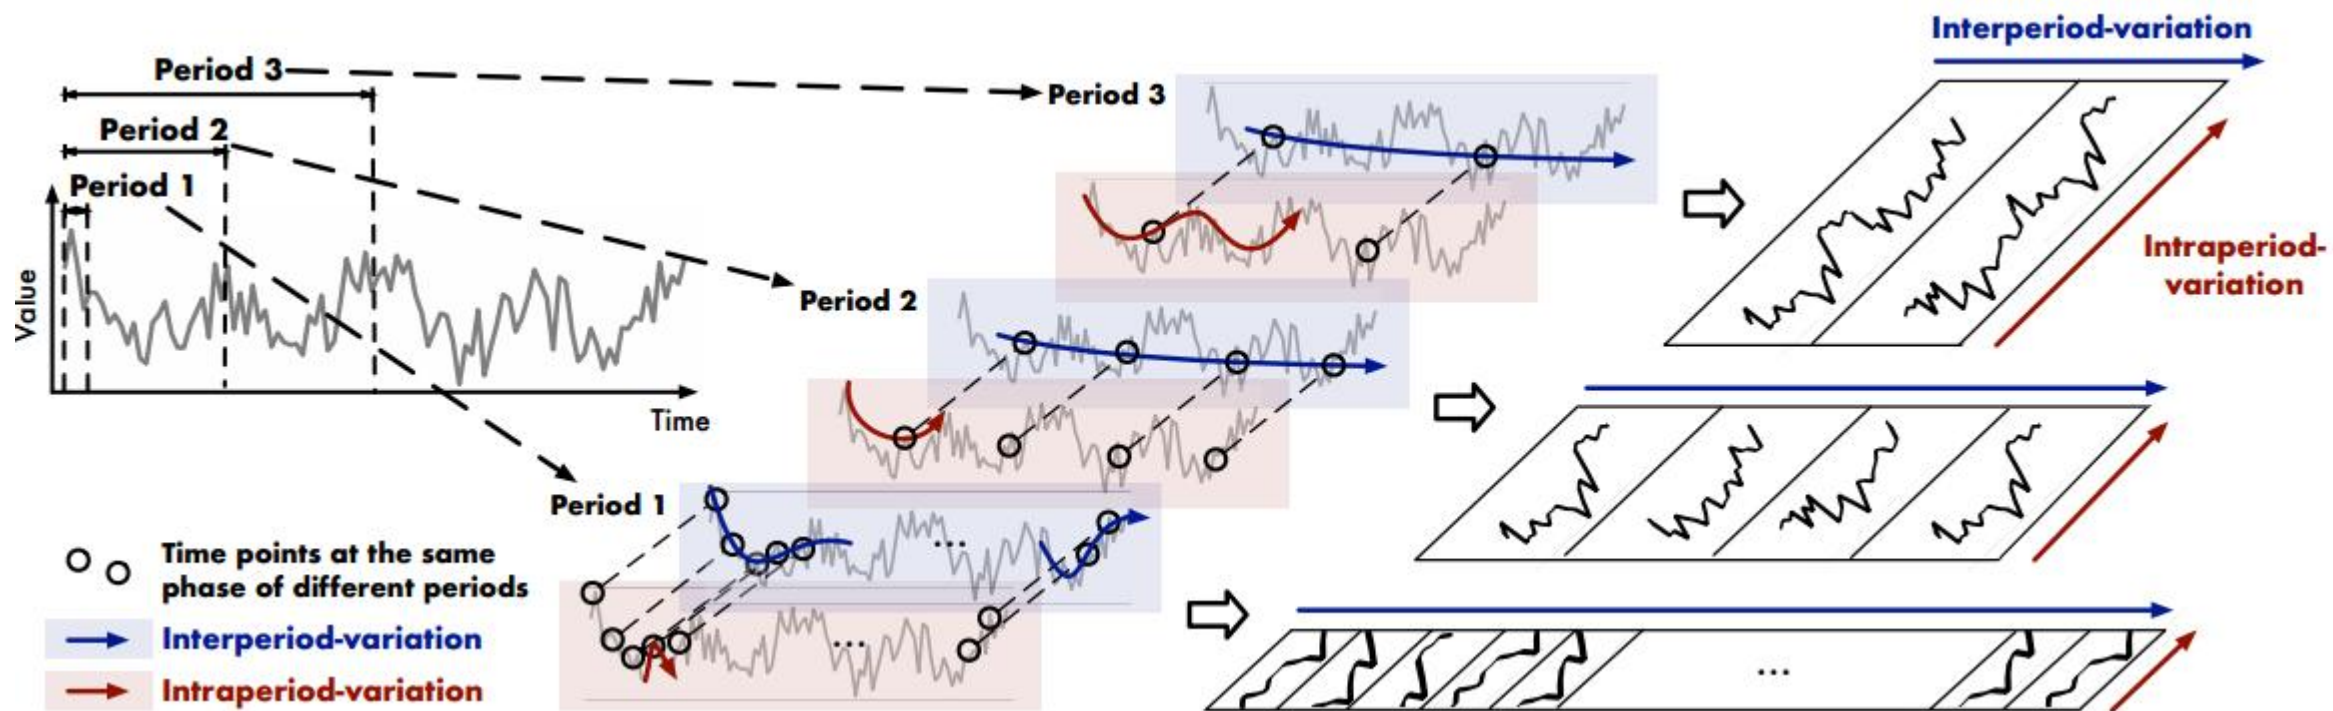 Interperiod-variation
Period 3
Period 3
Period 2
Period 1
Value
Time
Intraperiod-
variation
Period 2
Period 1
...
...
...
Time points at the same
phase of different periods
Interperiod-variation
Intraperiod-variation